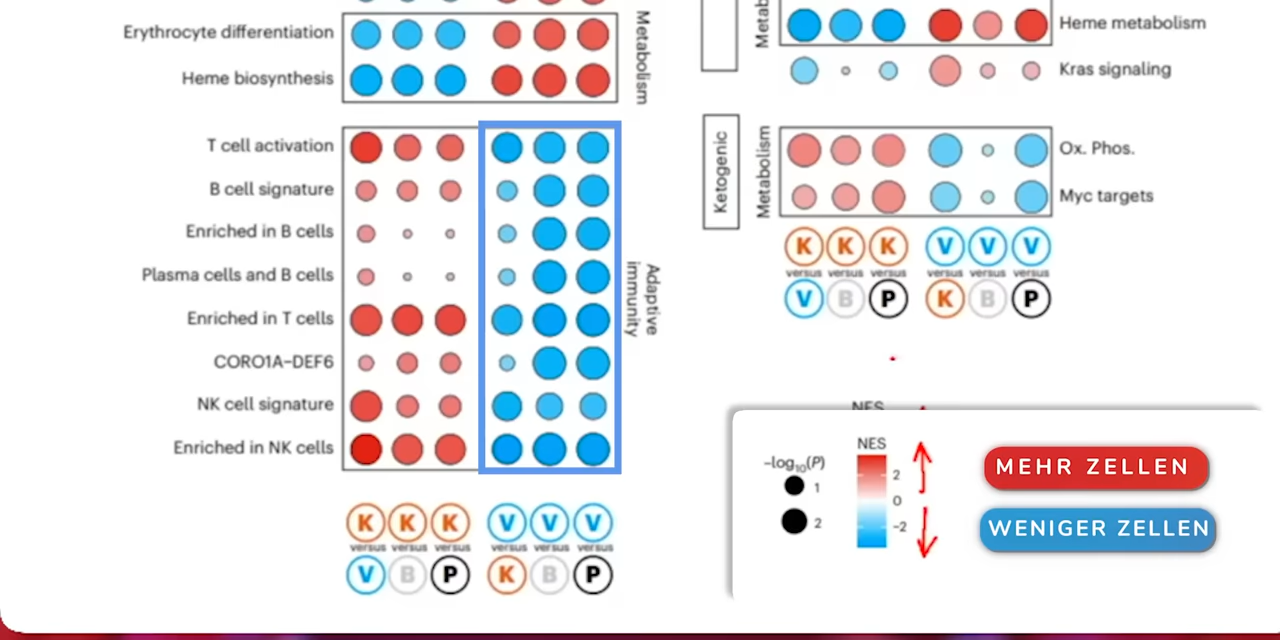 Erythrocyte differentiation
Heme biosynthesis
Metabolism
T cell activation
B cell signature
Enriched in B cells
Plasma cells and B cells
Enriched in T cells
CORO1A–DEF6
NK cell signature
Enriched in NK cells
Adaptive
immunity
K K K V V V
versus versus versus versus versus versus
V B P K B P
Metab
Heme metabolism
Kras signaling
Ketogenic
Metabolism
Ox. Phos.
Myc targets
K K K V V V
versus versus versus versus versus versus
V B P K B P
NES
–log10(P)
1
2
NES
2
0
–2
MEHR ZELLEN
WENIGER ZELLEN